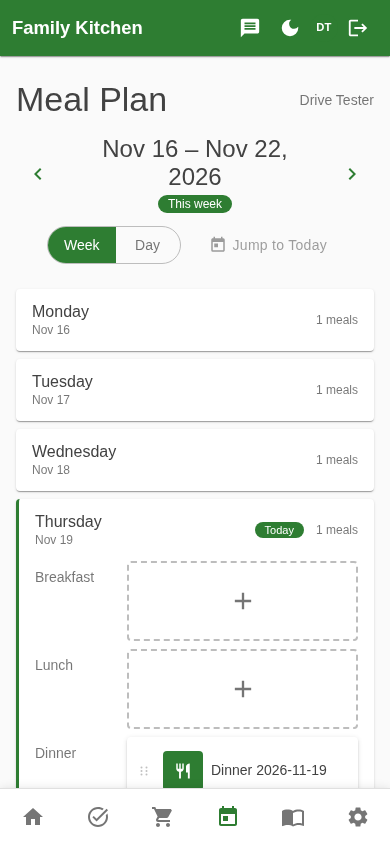 Family Kitchen
DT
Meal Plan
Drive Tester
Nov 16 – Nov 22,
2026
This week
Week
Day
Jump to Today
Monday
Nov 16
1 meals
Tuesday
Nov 17
1 meals
Wednesday
Nov 18
1 meals
Thursday
Nov 19
Today
1 meals
Breakfast
Lunch
Dinner
Dinner 2026-11-19